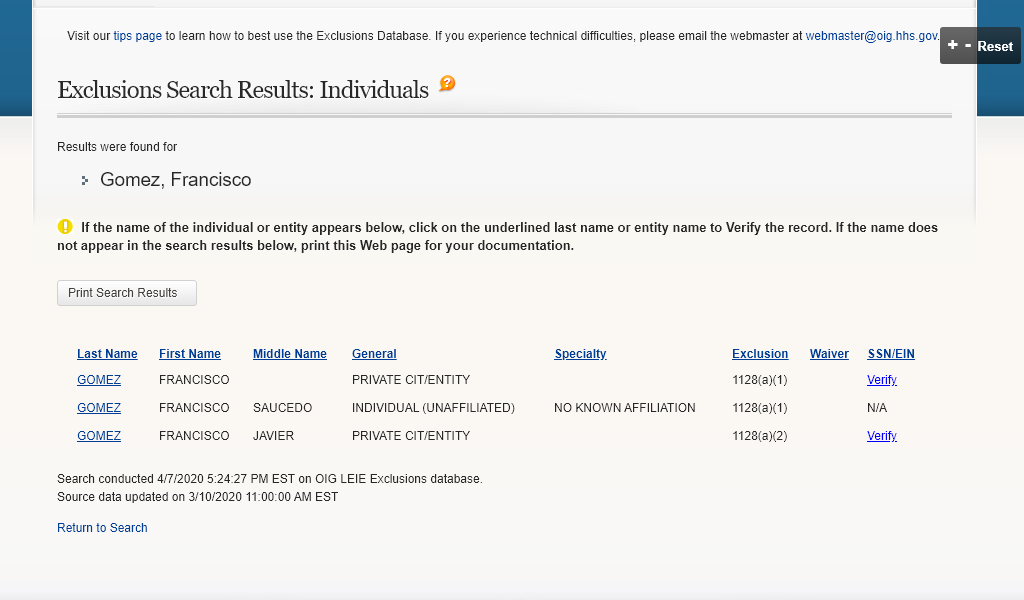 Visit our tips page to learn how to best use the Exclusions Database. If you experience technical difficulties, please email the webmaster at webmaster@oig.hhs.gov.
+ - Reset
Exclusions Search Results: Individuals
Results were found for
Gomez, Francisco
If the name of the individual or entity appears below, click on the underlined last name or entity name to Verify the record. If the name does
not appear in the search results below, print this Web page for your documentation.
Print Search Results
Last Name First Name Middle Name General Specialty Exclusion Waiver SSN/EIN
GOMEZ FRANCISCO PRIVATE CIT/ENTITY 1128(a)(1) Verify
GOMEZ FRANCISCO SAUCEDO INDIVIDUAL (UNAFFILIATED) NO KNOWN AFFILIATION 1128(a)(1) N/A
GOMEZ FRANCISCO JAVIER PRIVATE CIT/ENTITY 1128(a)(2) Verify
Search conducted 4/7/2020 5:24:27 PM EST on OIG LEIE Exclusions database.
Source data updated on 3/10/2020 11:00:00 AM EST
Return to Search